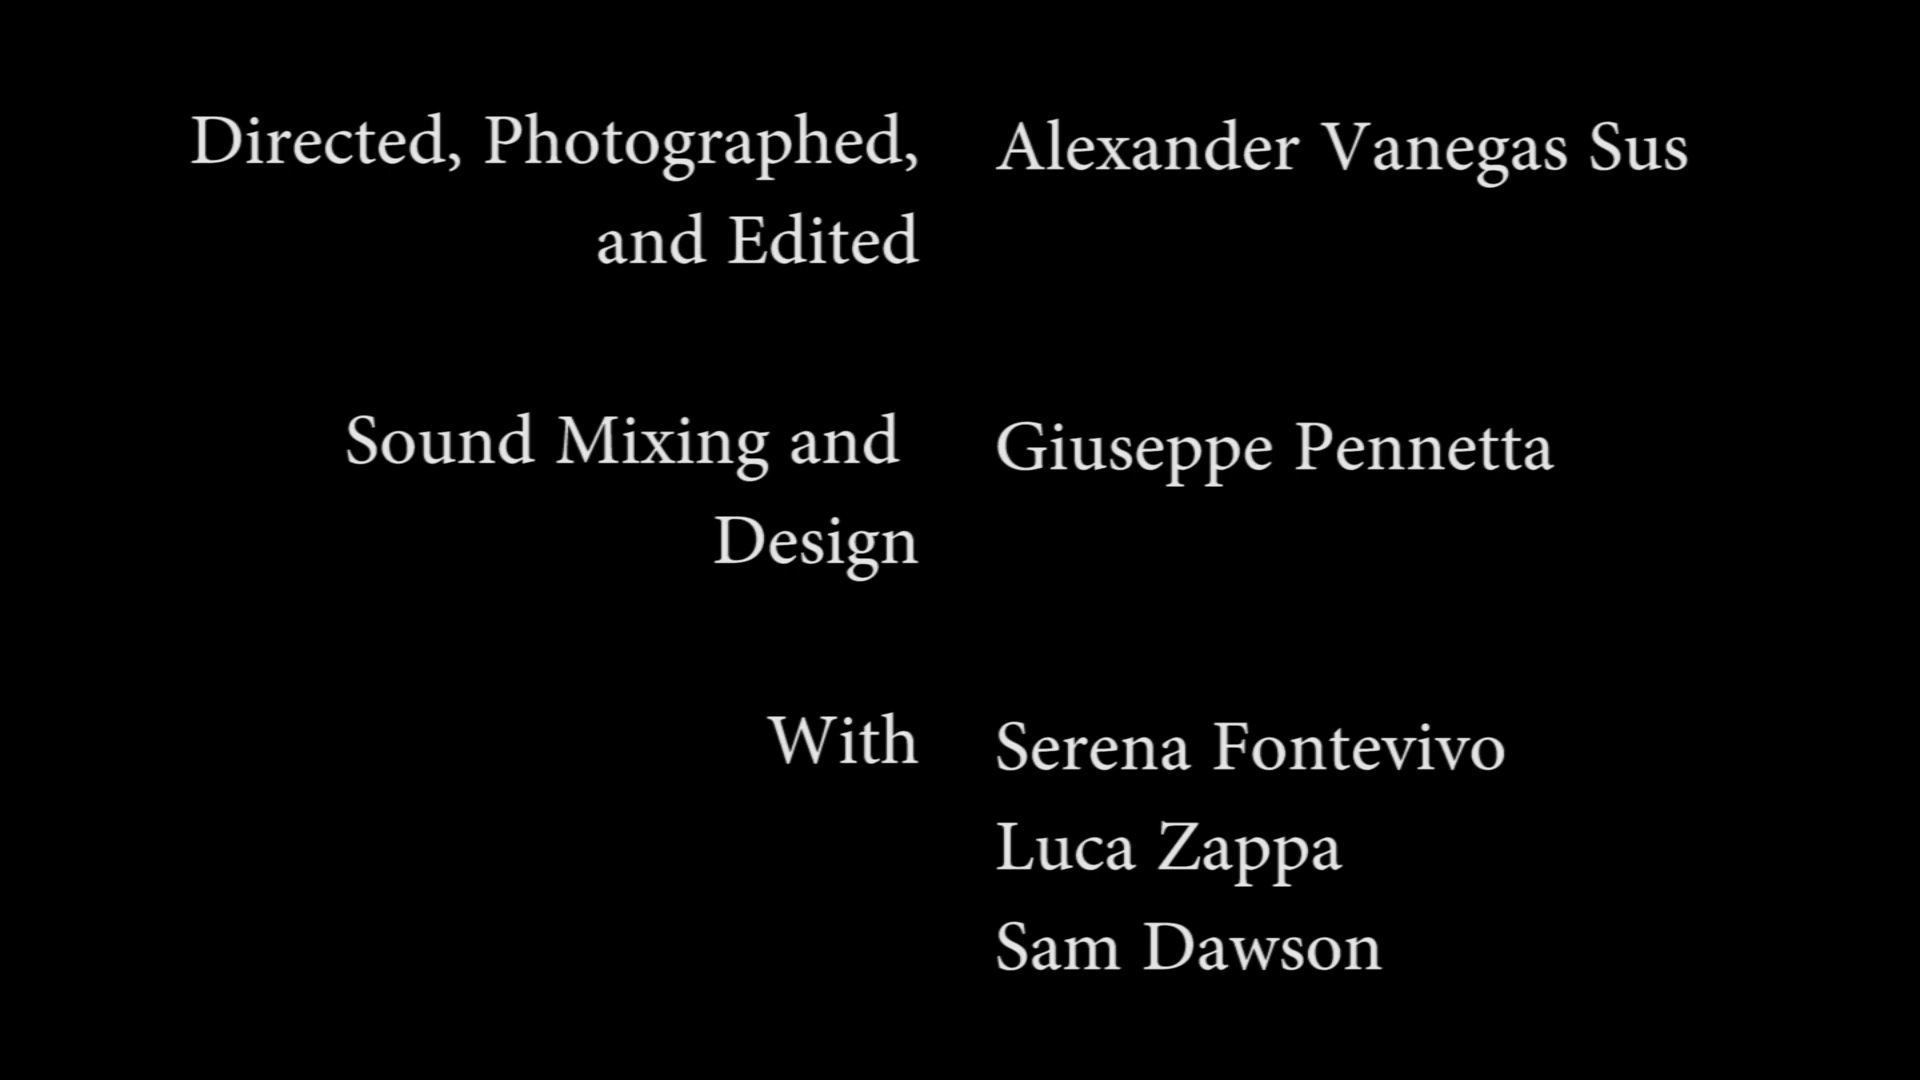 Directed, Photographed, Alexander Vanegas Sus
and Edited
Sound Mixing and Giuseppe Pennetta
Design
With Serena Fontevivo
Luca Zappa
Sam Dawson